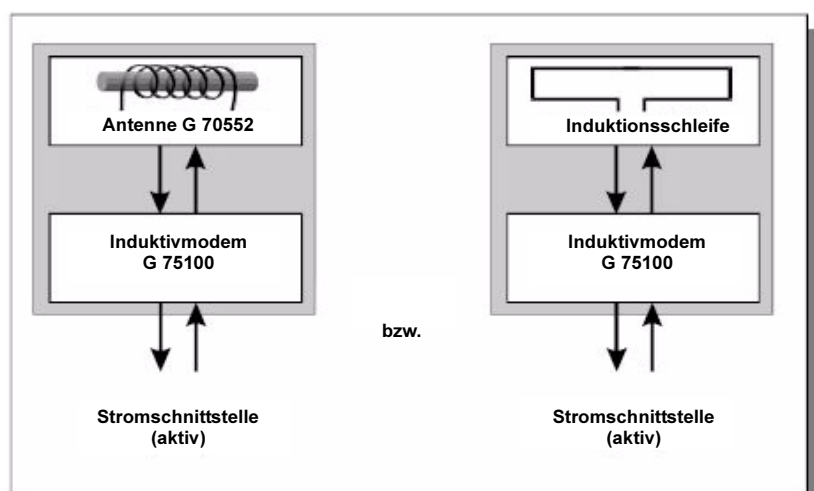 Antenne G 70552
Induktivmodem
G 75100
Stromschnittstelle
(aktiv)
bzw.
Induktionsschleife
Induktivmodem
G 75100
Stromschnittstelle
(aktiv)